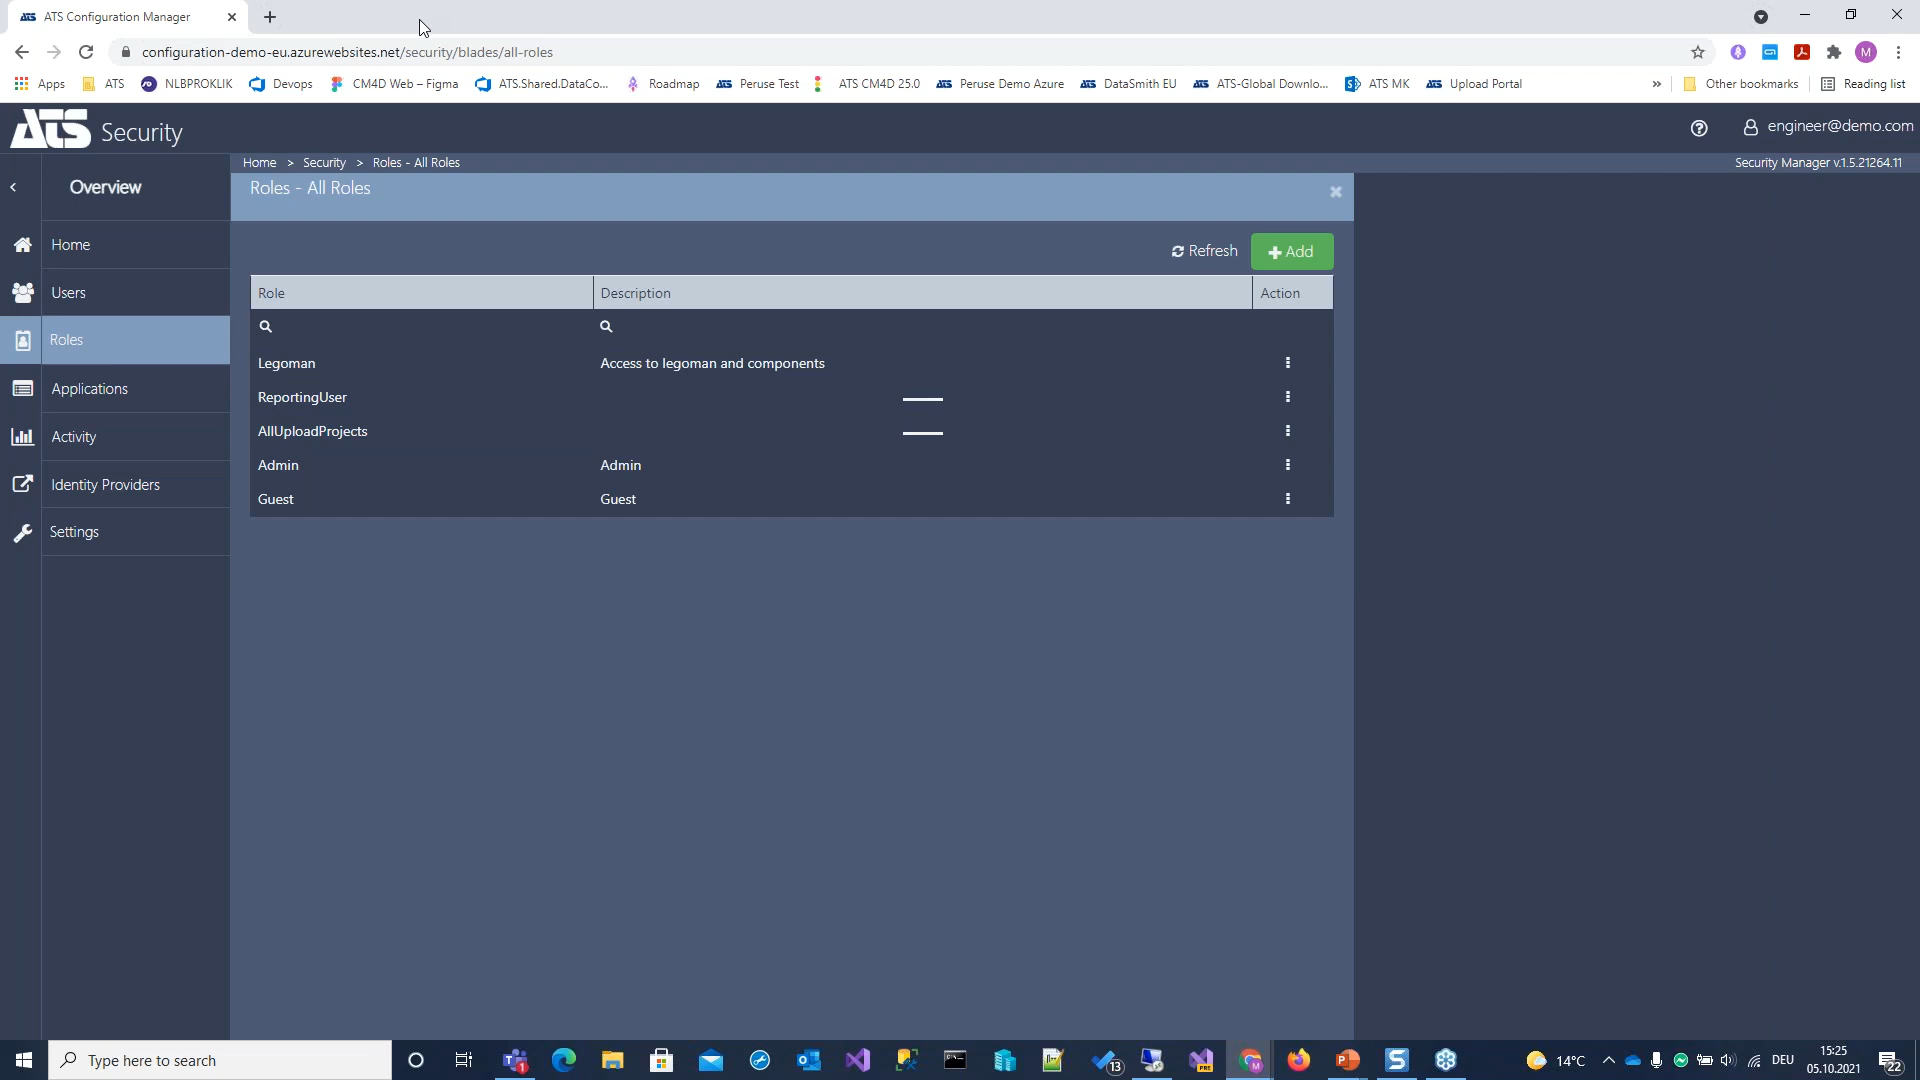 ATS Configuration Manager
configuration-demo-eu.azurewebsites.net/security/blades/all-roles
M
Apps ATS NLBPROKLIK Devops CM4D Web – Figma ATS.Shared.DataCo... Roadmap Peruse Test ATS CM4D 25.0 Peruse Demo Azure DataSmith EU ATS-Global Downlo... ATS MK Upload Portal » Other bookmarks Reading list
ATS Security
engineer@demo.com
Home > Security > Roles - All Roles
Security Manager v.1.5.21264.11
Overview
Roles - All Roles
Home
Users
Roles
Applications
Activity
Identity Providers
Settings
Refresh
Add
Role Description Action
Legoman Access to legoman and components
ReportingUser
AllUploadProjects
Admin Admin
Guest Guest
Type here to search
1
13
PRE
14°C
DEU
15:25
05.10.2021
22